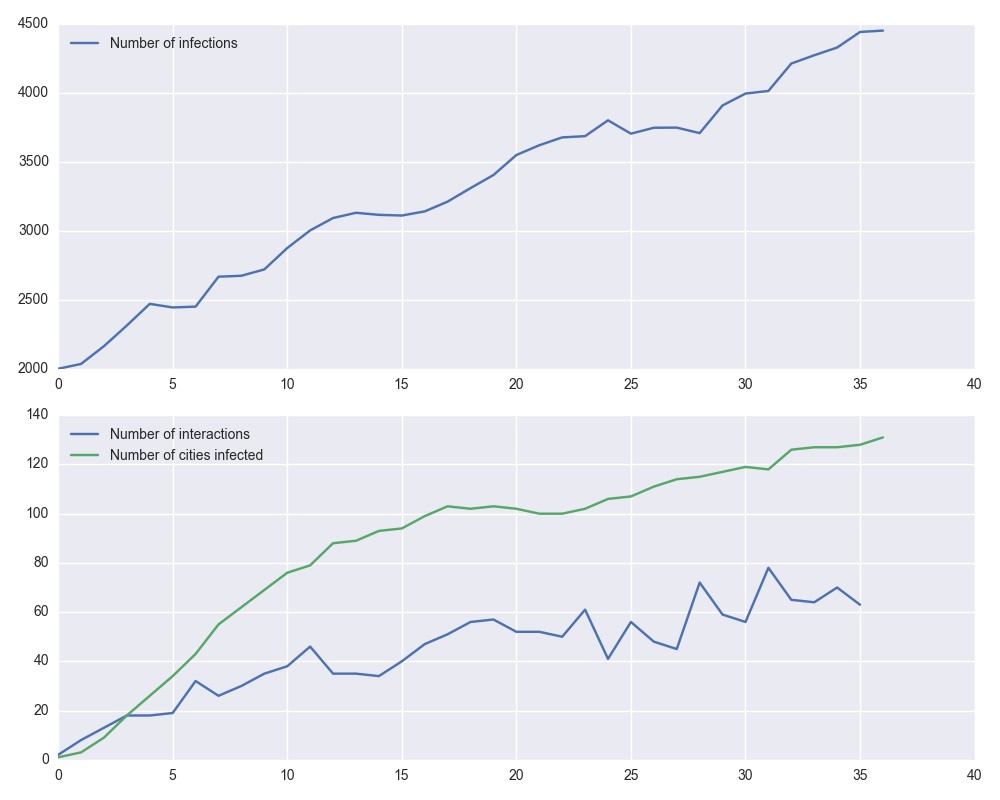 4500
Number of infections
4000
3500
3000
2500
2000
0 5 10 15 20 25 30 35 40
140
Number of interactions
Number of cities infected
120
100
80
60
40
20
0
0 5 10 15 20 25 30 35 40